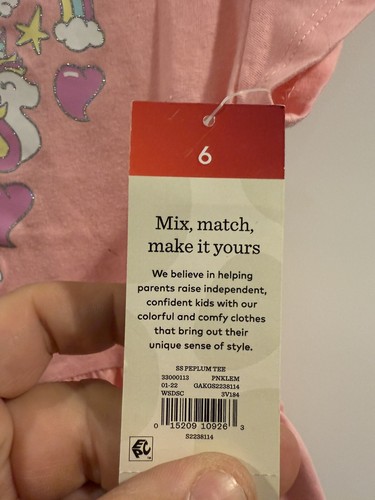 6
Mix, match,
make it yours
We believe in helping
parents raise independent,
confident kids with our
colorful and comfy clothes
that bring out their
unique sense of style.
SS PEPLUM TEE
33000113 PNKLEM
01-22 GAKGS2238114
WSDSC 3V184
0 15209 10926 3
S2238114
EPC